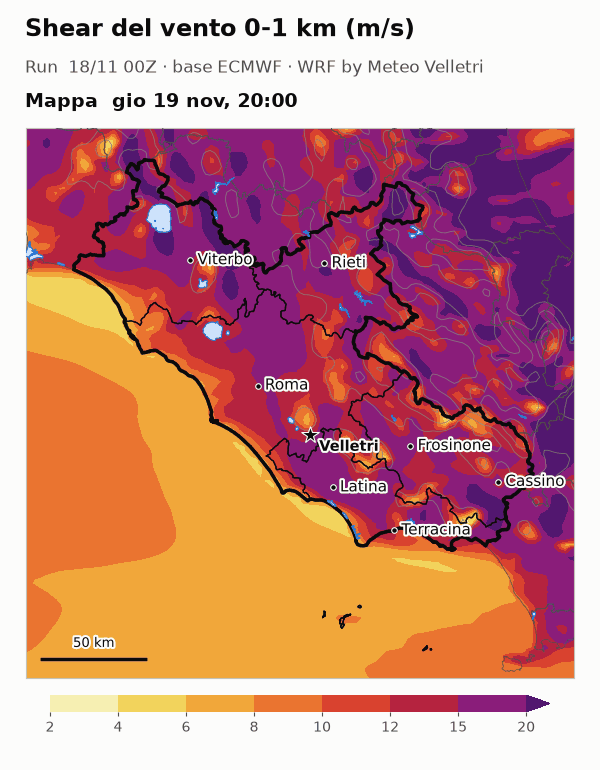 Shear del vento 0-1 km (m/s)
Run  18/11 00Z · base ECMWF · WRF by Meteo Velletri
Mappa  gio 19 nov, 20:00
Viterbo
Rieti
Roma
Velletri
Frosinone
Latina
Cassino
Terracina
50 km
2 4 6 8 10 12 15 20